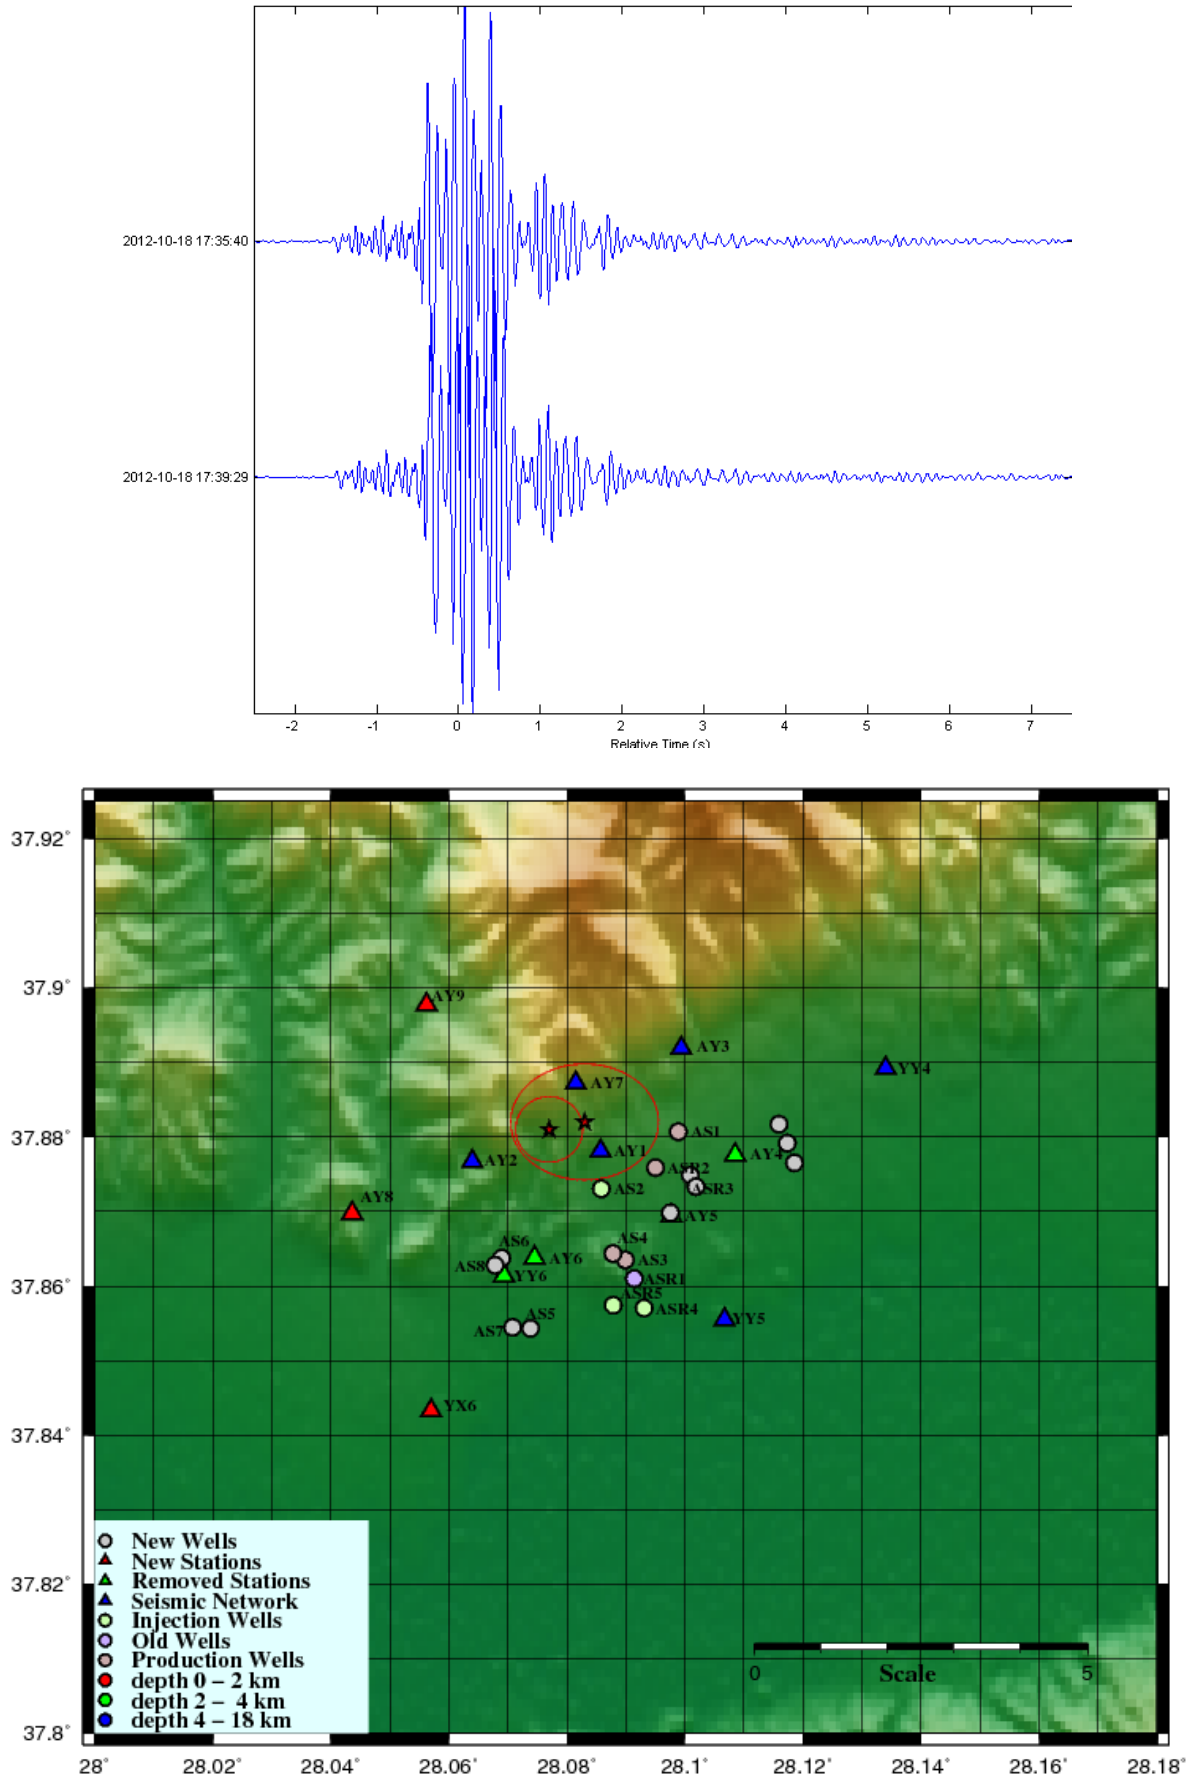 2012-10-18 17:35:40
2012-10-18 17:39:29
-2 -1 0 1 2 3 4 5 6 7
Relative Time (s)
37.92°
37.9°
37.88°
37.86°
37.84°
37.82°
37.8°
AY9
AY3
AY7
YY4
AS1
AY1
AY4
AY2
ASR2
AS2
ASR3
AY8
AY5
AS6
AS4
AS8
AY6
AS3
YY6
ASR1
ASR5
ASR4
AS5
YY5
AS7
YX6
New Wells
New Stations
Removed Stations
Seismic Network
Injection Wells
Old Wells
Production Wells
depth 0 – 2 km
depth 2 – 4 km
depth 4 – 18 km
0 Scale 5
28° 28.02° 28.04° 28.06° 28.08° 28.1° 28.12° 28.14° 28.16° 28.18°